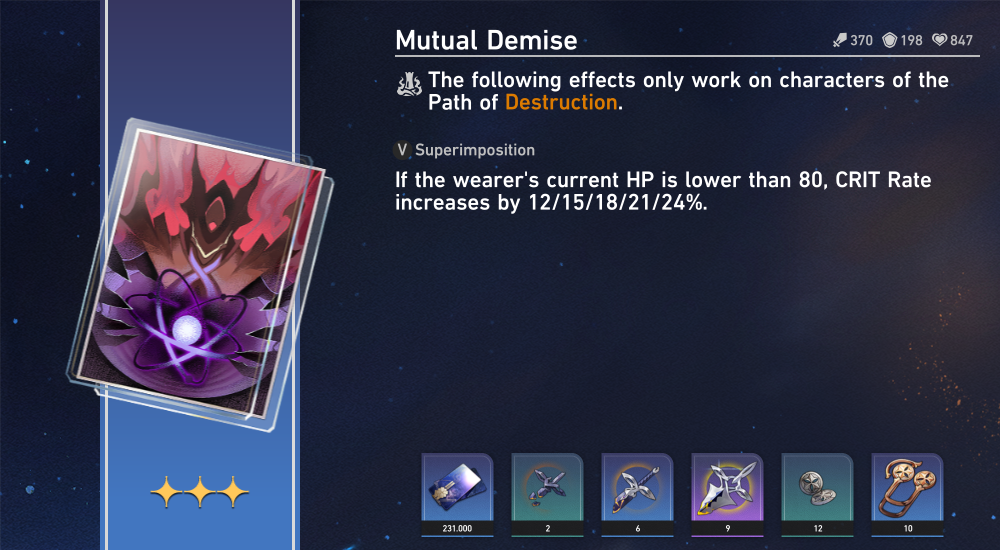 Mutual Demise
370 198 847
The following effects only work on characters of the
Path of Destruction.
V Superimposition
If the wearer's current HP is lower than 80, CRIT Rate
increases by 12/15/18/21/24%.
231.000 2 6 9 12 10